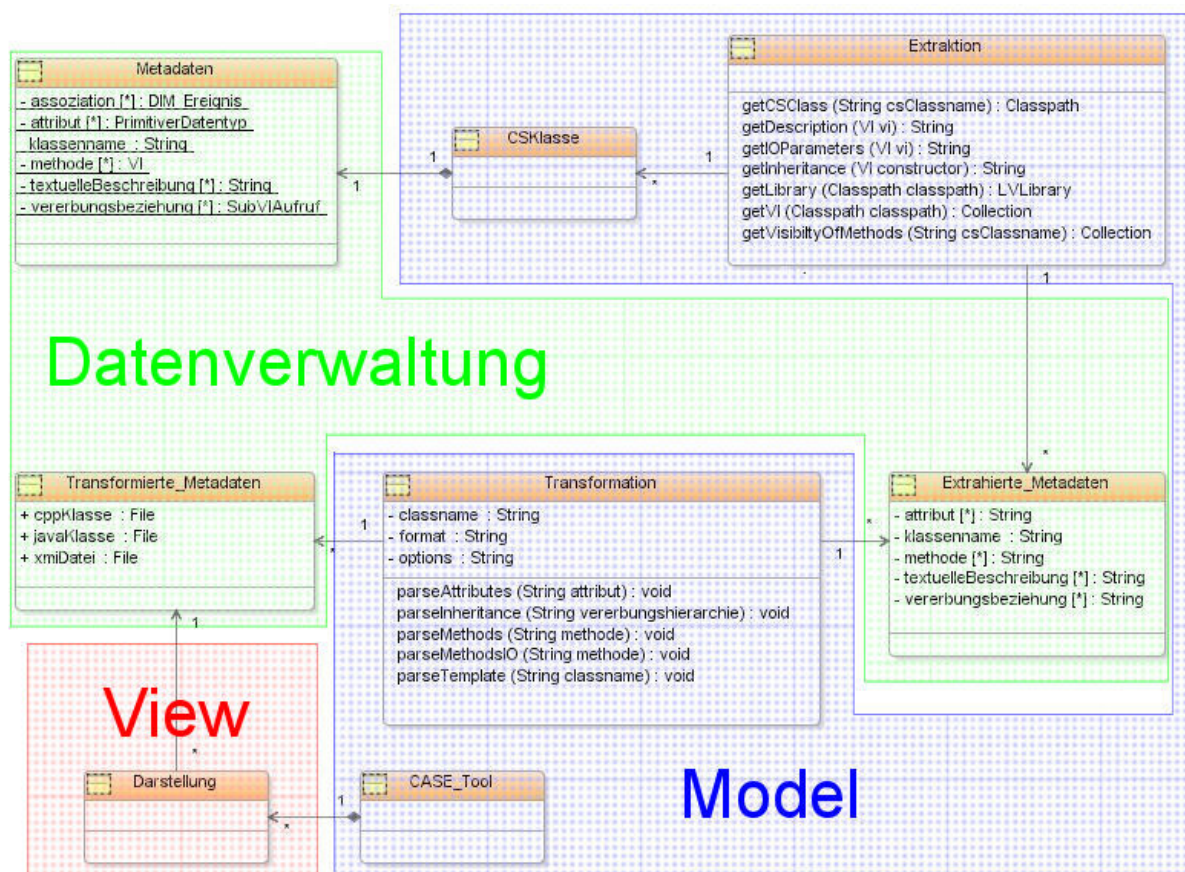 Metadaten
- assoziation [*] : DIM_Ereignis
- attribut [*] : PrimitiverDatentyp
klassenname : String
- methode [*] : VI
- textuelleBeschreibung [*] : String
- vererbungsbeziehung [*] : SubVIAufruf
1
1
CSKlasse
1
*
Extraktion
getCSClass (String csClassname) : Classpath
getDescription (VI vi) : String
getIOParameters (VI vi) : String
getInheritance (VI constructor) : String
getLibrary (Classpath classpath) : LVLibrary
getVI (Classpath classpath) : Collection
getVisibiltyOfMethods (String csClassname) : Collection
1
Datenverwaltung
*
Transformierte_Metadaten
+ cppKlasse : File
+ javaKlasse : File
+ xmiDatei : File
1
*
Transformation
- classname : String
- format : String
- options : String
parseAttributes (String attribut) : void
parseInheritance (String vererbungshierarchie) : void
parseMethods (String methode) : void
parseMethodsIO (String methode) : void
parseTemplate (String classname) : void
*
1
Extrahierte_Metadaten
- attribut [*] : String
- klassenname : String
- methode [*] : String
- textuelleBeschreibung [*] : String
- vererbungsbeziehung [*] : String
1
View
*
Darstellung
1
*
CASE_Tool
Model